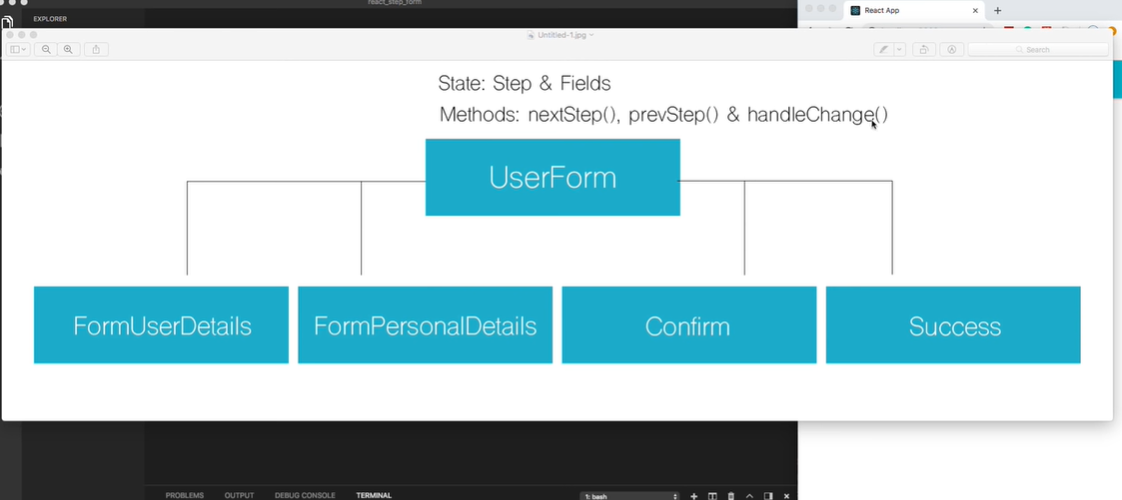 react_step_form
EXPLORER
React App
Untitled-1.jpg
Search
State: Step & Fields
Methods: nextStep(), prevStep() & handleChange()
UserForm
FormUserDetails
FormPersonalDetails
Confirm
Success
PROBLEMS OUTPUT DEBUG CONSOLE TERMINAL 1: bash